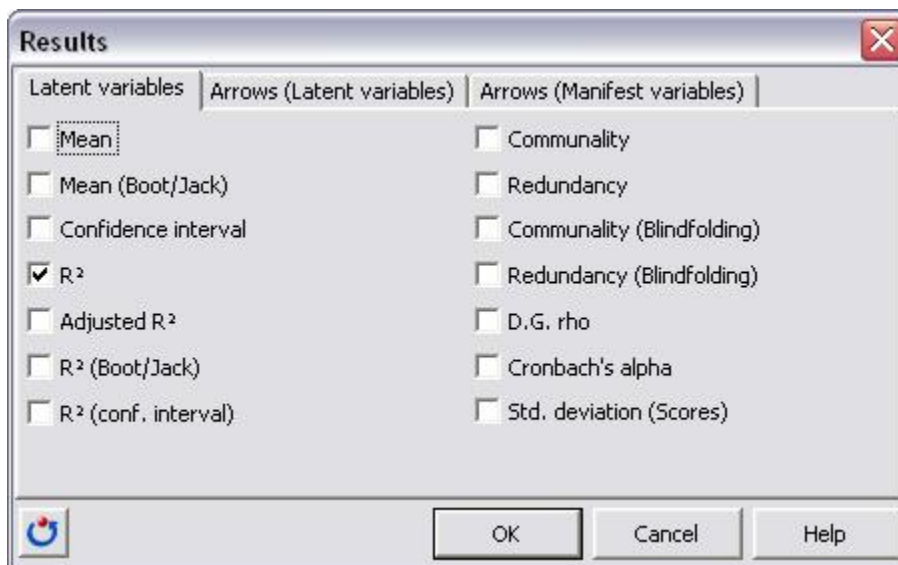 Results
Latent variables
Arrows (Latent variables)
Arrows (Manifest variables)
Mean
Mean (Boot/Jack)
Confidence interval
R²
Adjusted R²
R² (Boot/Jack)
R² (conf. interval)
Communality
Redundancy
Communality (Blindfolding)
Redundancy (Blindfolding)
D.G. rho
Cronbach's alpha
Std. deviation (Scores)
OK
Cancel
Help